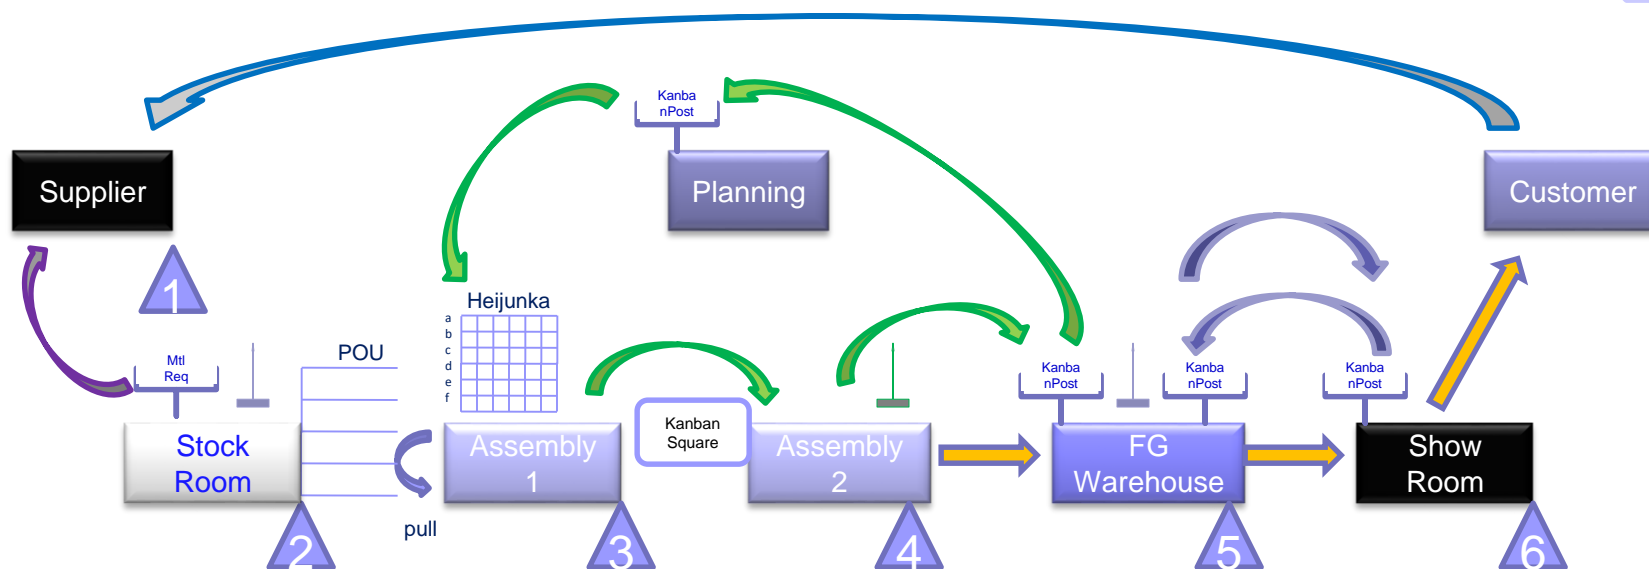 Kanba
nPost
Supplier
Planning
Customer
1
Heijunka
a
b
c
d
e
f
POU
Mtl
Req
Kanba
nPost
Kanba
nPost
Kanba
nPost
Stock
Room
Assembly
1
Kanban
Square
Assembly
2
FG
Warehouse
Show
Room
pull
2
3
4
5
6